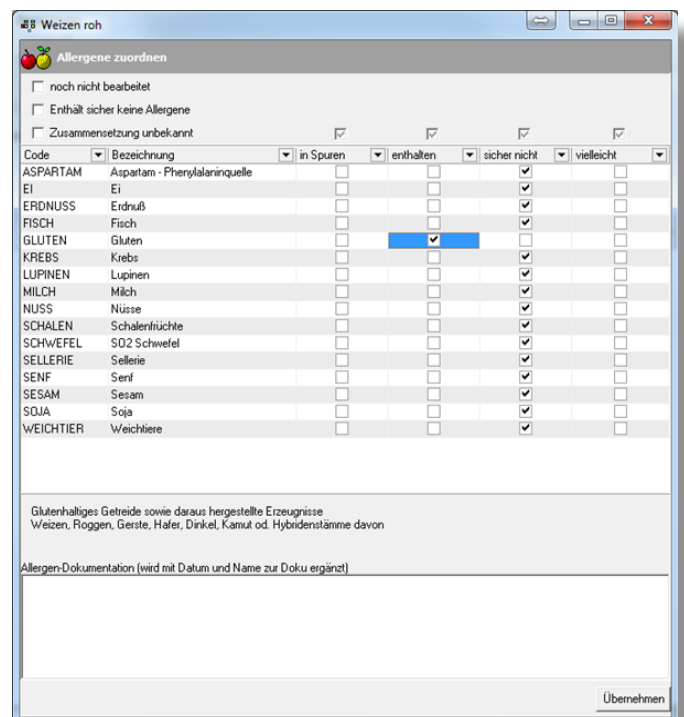 Weizen roh
Allergene zuordnen
noch nicht bearbeitet
Enthält sicher keine Allergene
Zusammensetzung unbekannt
Code Bezeichnung in Spuren enthalten sicher nicht vielleicht
ASPARTAM Aspartam - Phenylalaninquelle
EI Ei
ERDNUSS Erdnuß
FISCH Fisch
GLUTEN Gluten
KREBS Krebs
LUPINEN Lupinen
MILCH Milch
NUSS Nüsse
SCHALEN Schalenfrüchte
SCHWEFEL SO2 Schwefel
SELLERIE Sellerie
SENF Senf
SESAM Sesam
SOJA Soja
WEICHTIER Weichtiere
Glutenhaltiges Getreide sowie daraus hergestellte Erzeugnisse
Weizen, Roggen, Gerste, Hafer, Dinkel, Kamut od. Hybridenstämme davon
Allergen-Dokumentation (wird mit Datum und Name zur Doku ergänzt)
Übernehmen